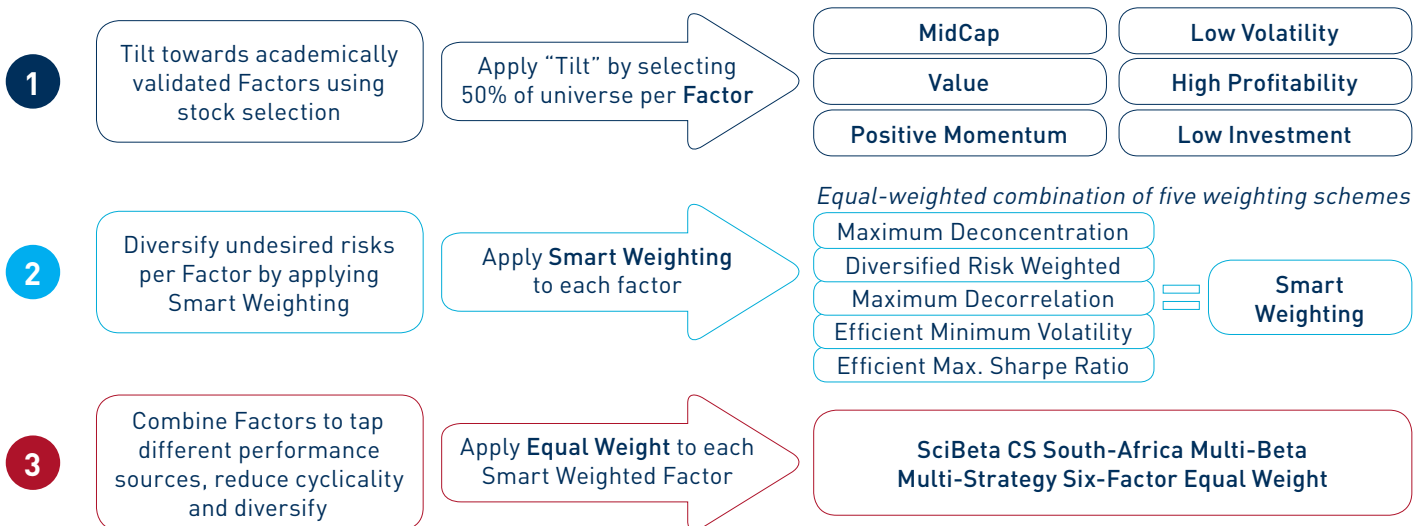 1
Tilt towards academically
validated Factors using
stock selection
Apply “Tilt” by selecting
50% of universe per Factor
MidCap
Low Volatility
Value
High Profitability
Positive Momentum
Low Investment
2
Diversify undesired risks
per Factor by applying
Smart Weighting
Apply Smart Weighting
to each factor
Equal-weighted combination of five weighting schemes
Maximum Deconcentration
Diversified Risk Weighted
Maximum Decorrelation
Efficient Minimum Volatility
Efficient Max. Sharpe Ratio
Smart
Weighting
3
Combine Factors to tap
different performance
sources, reduce cyclicality
and diversify
Apply Equal Weight to each
Smart Weighted Factor
SciBeta CS South-Africa Multi-Beta
Multi-Strategy Six-Factor Equal Weight